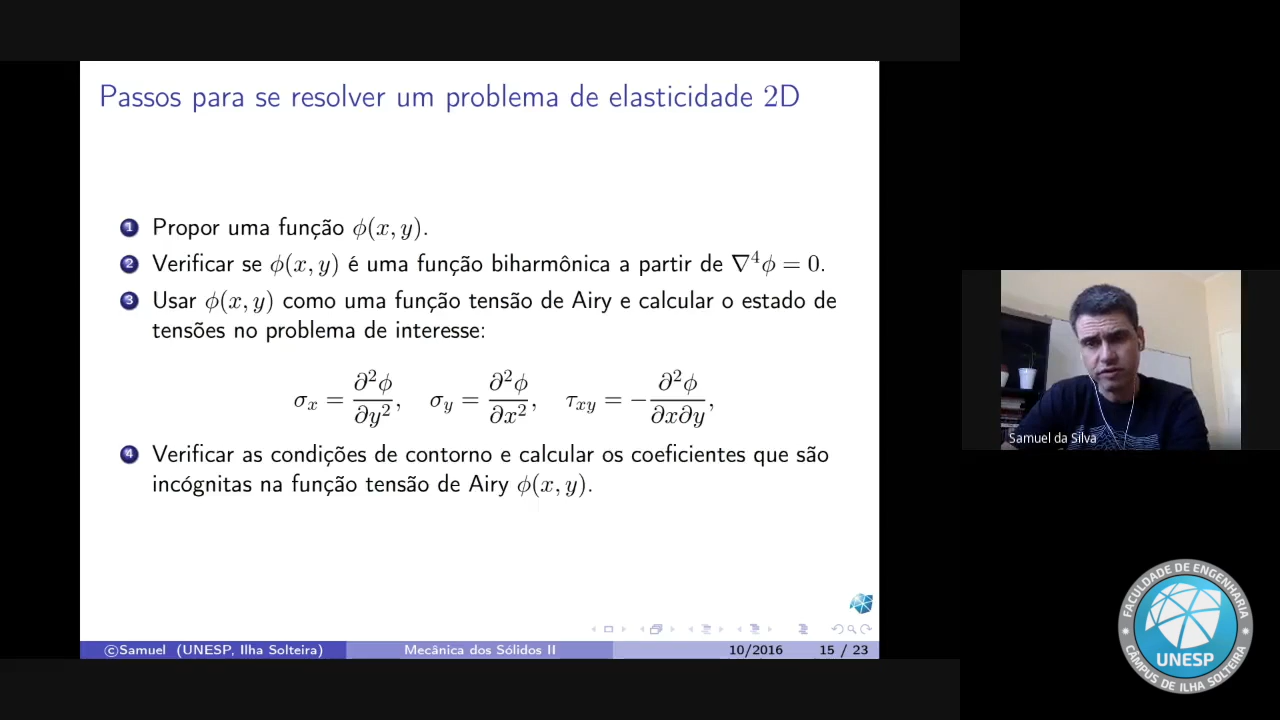 Passos para se resolver um problema de elasticidade 2D
1 Propor uma função ϕ(x, y).
2 Verificar se ϕ(x, y) é uma função biharmônica a partir de ∇⁴ϕ = 0.
3 Usar ϕ(x, y) como uma função tensão de Airy e calcular o estado de
tensões no problema de interesse:
σx = ∂²ϕ/∂y², σy = ∂²ϕ/∂x², τxy = −∂²ϕ/∂x∂y,
4 Verificar as condições de contorno e calcular os coeficientes que são
incógnitas na função tensão de Airy ϕ(x, y).
©Samuel (UNESP, Ilha Solteira) Mecânica dos Sólidos II 10/2016 15 / 23
Samuel da Silva
FACULDADE DE ENGENHARIA
UNESP
CÂMPUS DE ILHA SOLTEIRA